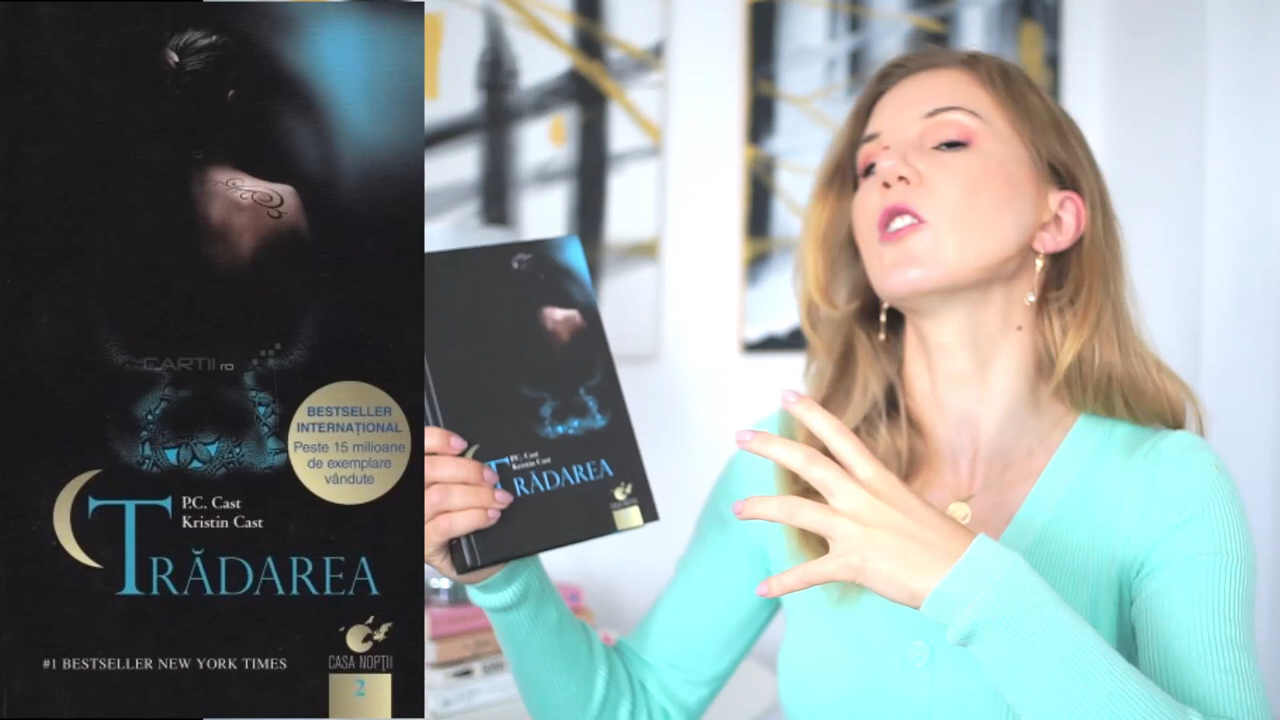 CARTII.ro
BESTSELLER
INTERNAȚIONAL
Peste 15 milioane
de exemplare
vândute
P.C. Cast
Kristin Cast
TRĂDAREA
#1 BESTSELLER NEW YORK TIMES
CASA NOPȚII
2
P.C. Cast
Kristin Cast
TRĂDAREA